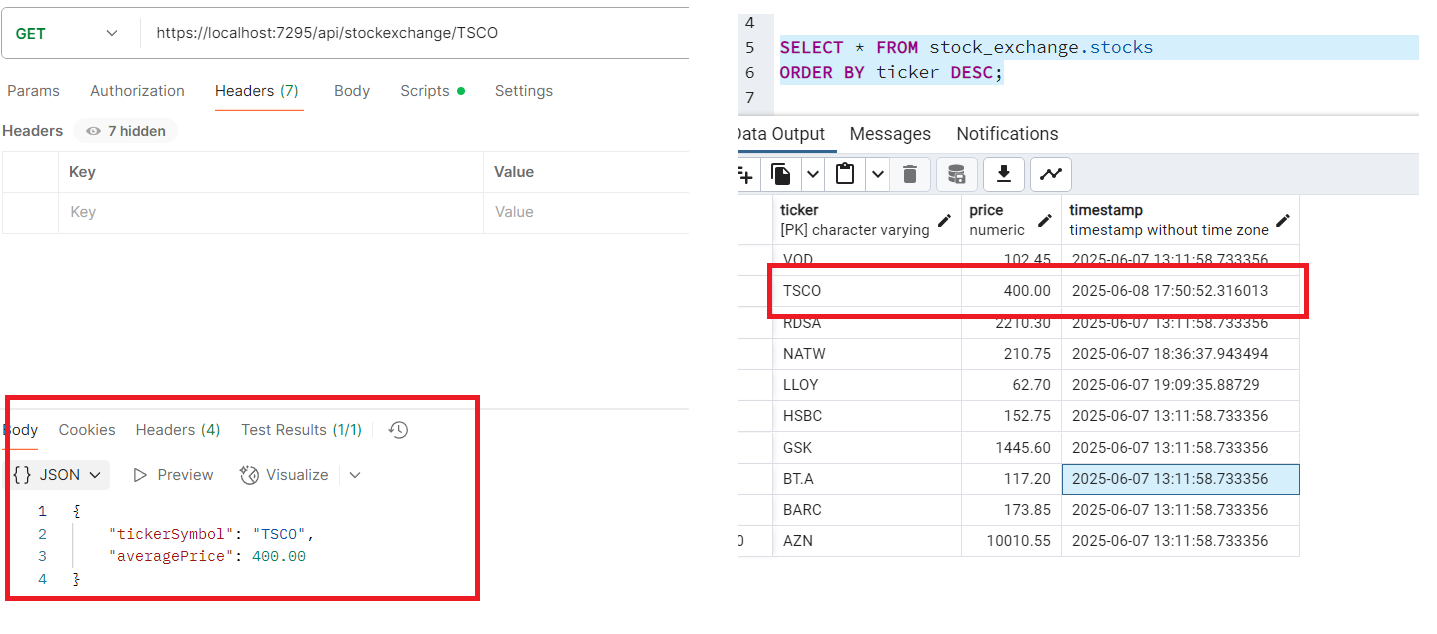 GET https://localhost:7295/api/stockexchange/TSCO
Params Authorization Headers (7) Body Scripts Settings
Headers 7 hidden
Key Value
Key Value
Body Cookies Headers (4) Test Results (1/1)
{} JSON Preview Visualize
1 {
2 "tickerSymbol": "TSCO",
3 "averagePrice": 400.00
4 }
4
5 SELECT * FROM stock_exchange.stocks
6 ORDER BY ticker DESC;
7
Data Output Messages Notifications
ticker price timestamp
[PK] character varying numeric timestamp without time zone
VOD 102.45 2025-06-07 13:11:58.733356
TSCO 400.00 2025-06-08 17:50:52.316013
RDSA 2210.30 2025-06-07 13:11:58.733356
NATW 210.75 2025-06-07 18:36:37.943494
LLOY 62.70 2025-06-07 19:09:35.88729
HSBC 152.75 2025-06-07 13:11:58.733356
GSK 1445.60 2025-06-07 13:11:58.733356
BT.A 117.20 2025-06-07 13:11:58.733356
BARC 173.85 2025-06-07 13:11:58.733356
0 AZN 10010.55 2025-06-07 13:11:58.733356